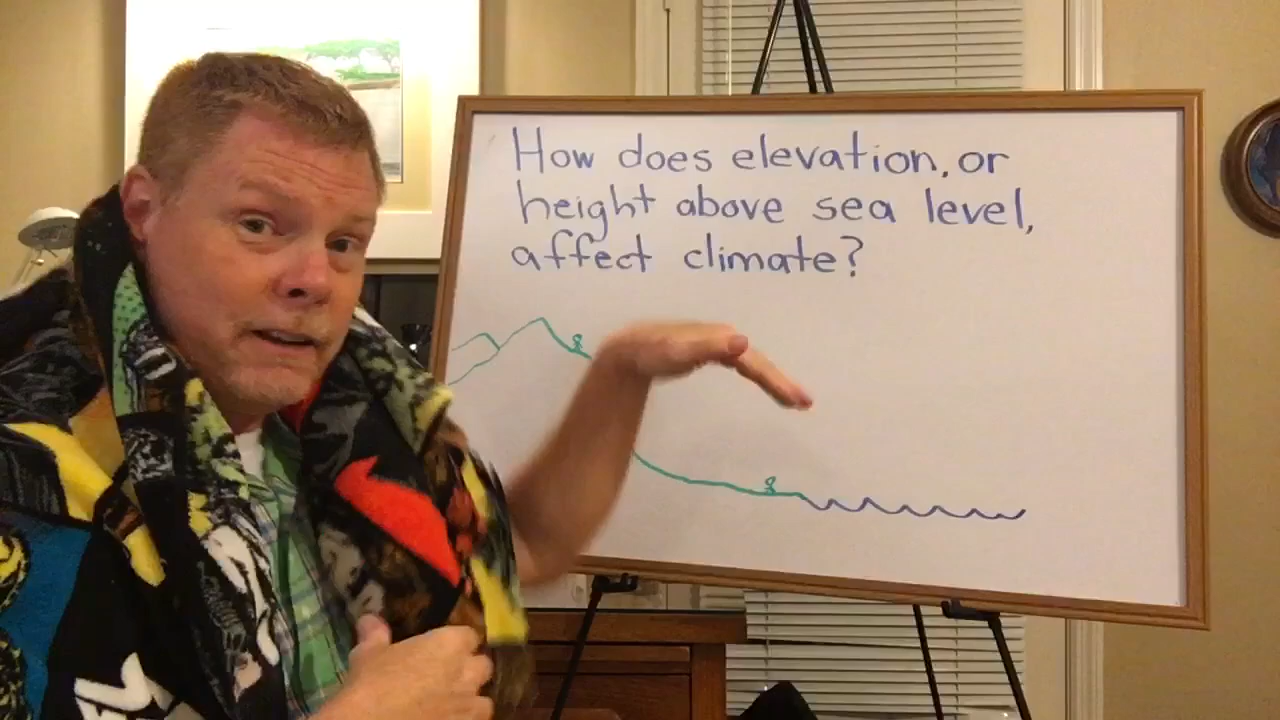 How does elevation, or
height above sea level,
affect climate?